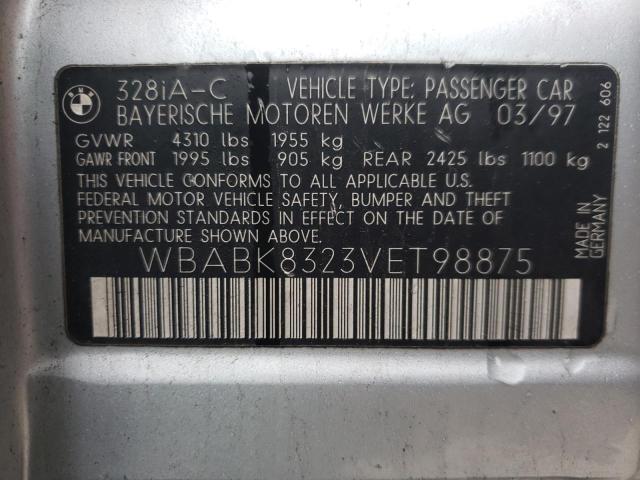 BMW
328iA-C VEHICLE TYPE: PASSENGER CAR
BAYERISCHE MOTOREN WERKE AG 03/97
GVWR 4310 lbs 1955 kg
GAWR FRONT 1995 lbs 905 kg REAR 2425 lbs 1100 kg
THIS VEHICLE CONFORMS TO ALL APPLICABLE U.S.
FEDERAL MOTOR VEHICLE SAFETY, BUMPER AND THEFT
PREVENTION STANDARDS IN EFFECT ON THE DATE OF
MANUFACTURE SHOWN ABOVE.
WBABK8323VET98875
MADE IN
GERMANY
2 122 606